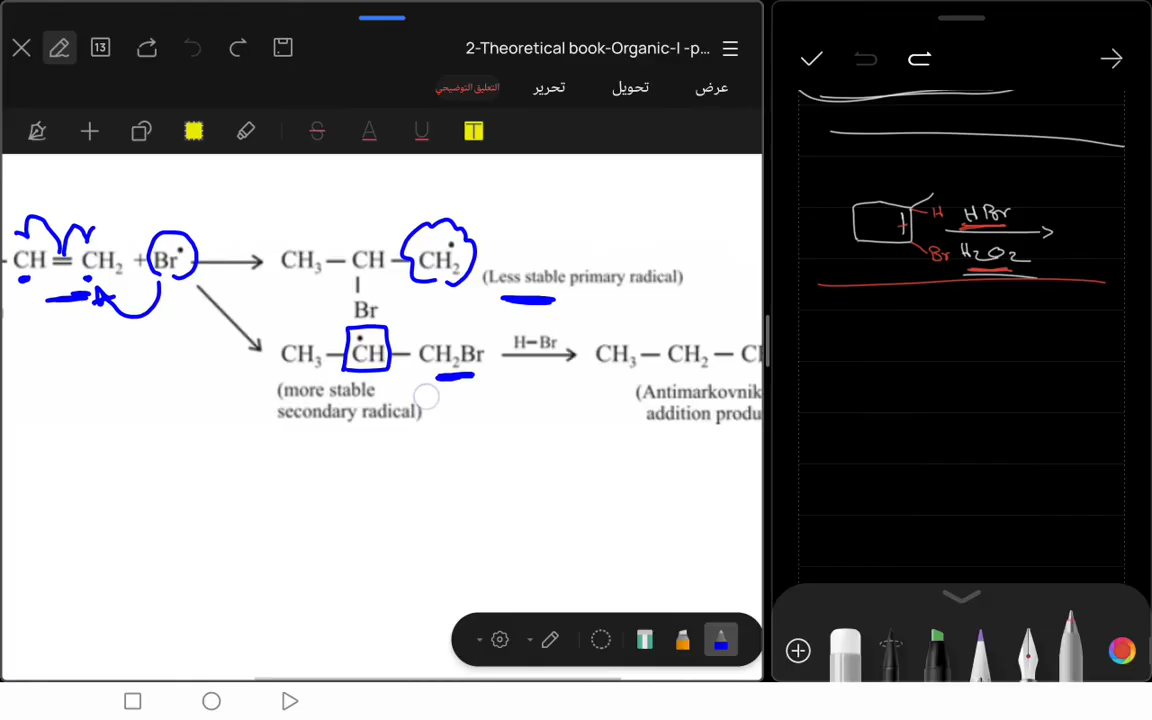 13
2-Theoretical book-Organic-I -p...
عرض
تحويل
تحرير
التعليق التوضيحي
S A U T
CH = CH₂ + Br• → CH₃ — CH — CH₂•
(Less stable primary radical)
Br
CH₃ — ĊH — CH₂Br
H–Br
CH₃ — CH₂ — C
(more stable
secondary radical)
(Antimarkovnik
addition produ
H
HBr
Br
H₂O₂